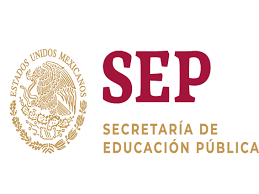 ESTADOS UNIDOS MEXICANOS
SEP
SECRETARÍA DE
EDUCACIÓN PÚBLICA